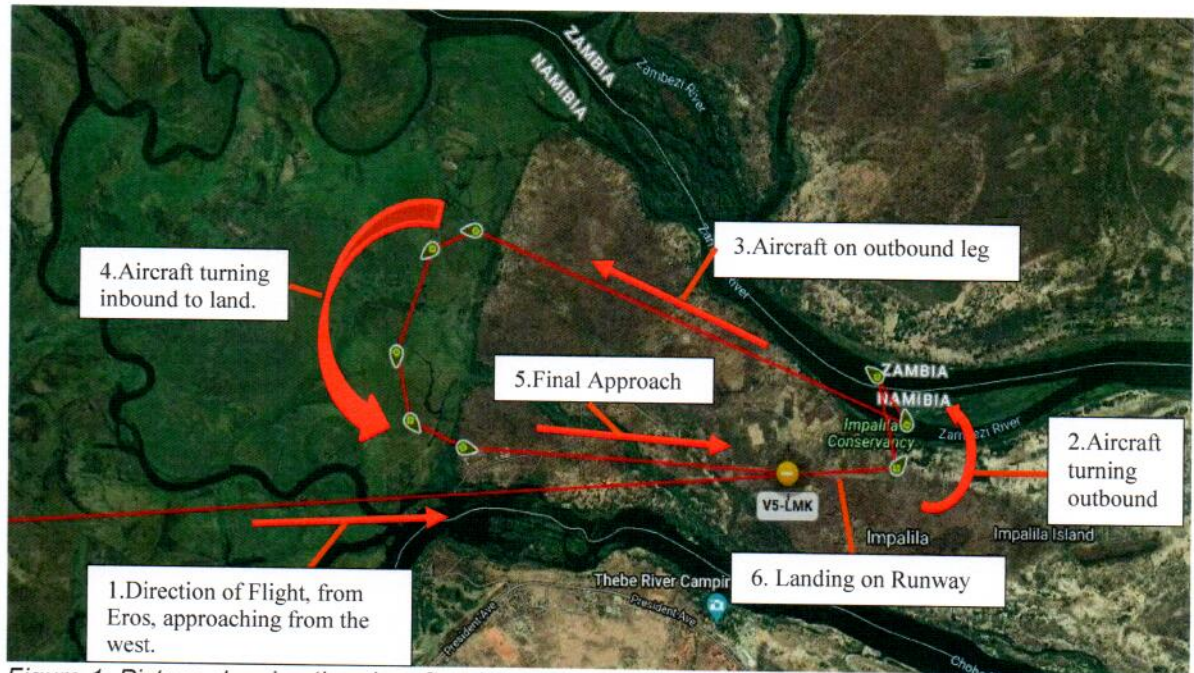 ZAMBIA
NAMIBIA
Zambezi River
3.Aircraft on outbound leg
4.Aircraft turning
inbound to land.
River
5.Final Approach
ZAMBIA
NAMIBIA
Impalila
Conservancy
Zambezi River
2.Aircraft
turning
outbound
V5-LMK
Impalila
Impalila Island
1.Direction of Flight, from
Eros, approaching from the
west.
Thebe River Campin
President Ave
President Ave
6. Landing on Runway